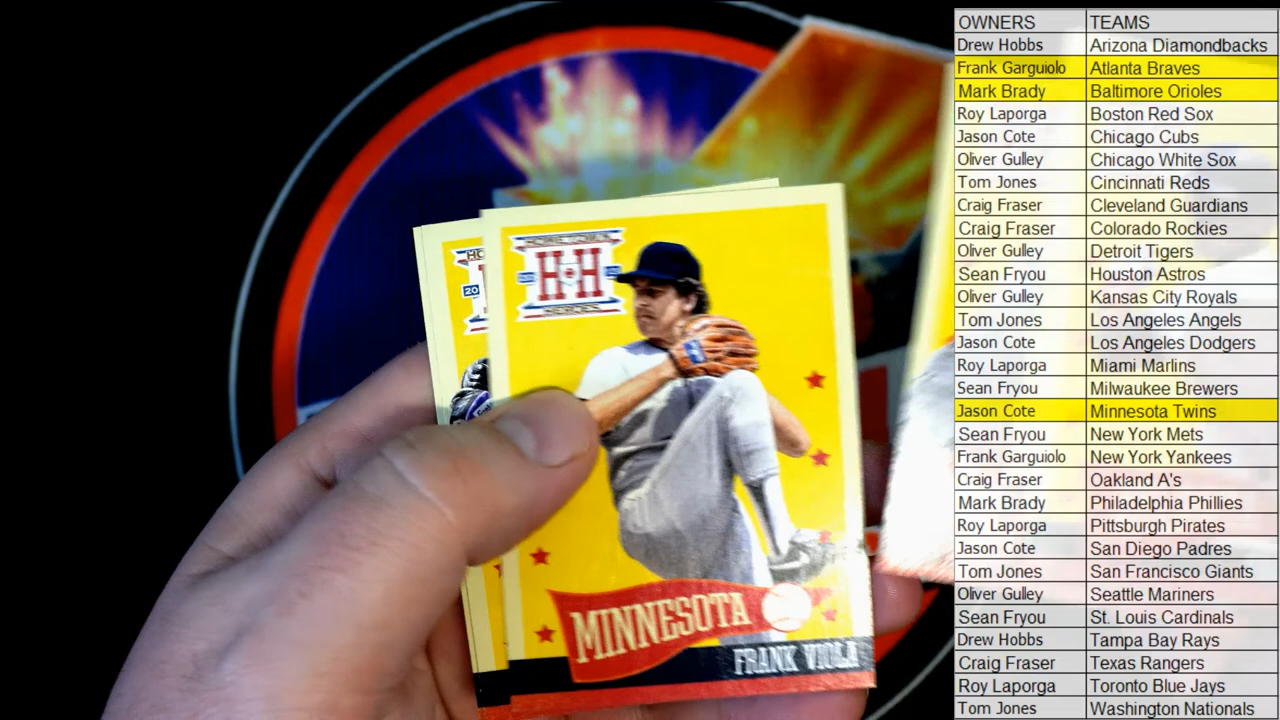 HOMETOWN
H H
HEROES
20
MINNESOTA
FRANK VIOLA
OWNERS TEAMS
Drew Hobbs Arizona Diamondbacks
Frank Garguiolo Atlanta Braves
Mark Brady Baltimore Orioles
Roy Laporga Boston Red Sox
Jason Cote Chicago Cubs
Oliver Gulley Chicago White Sox
Tom Jones Cincinnati Reds
Craig Fraser Cleveland Guardians
Craig Fraser Colorado Rockies
Oliver Gulley Detroit Tigers
Sean Fryou Houston Astros
Oliver Gulley Kansas City Royals
Tom Jones Los Angeles Angels
Jason Cote Los Angeles Dodgers
Roy Laporga Miami Marlins
Sean Fryou Milwaukee Brewers
Jason Cote Minnesota Twins
Sean Fryou New York Mets
Frank Garguiolo New York Yankees
Craig Fraser Oakland A's
Mark Brady Philadelphia Phillies
Roy Laporga Pittsburgh Pirates
Jason Cote San Diego Padres
Tom Jones San Francisco Giants
Oliver Gulley Seattle Mariners
Sean Fryou St. Louis Cardinals
Drew Hobbs Tampa Bay Rays
Craig Fraser Texas Rangers
Roy Laporga Toronto Blue Jays
Tom Jones Washington Nationals